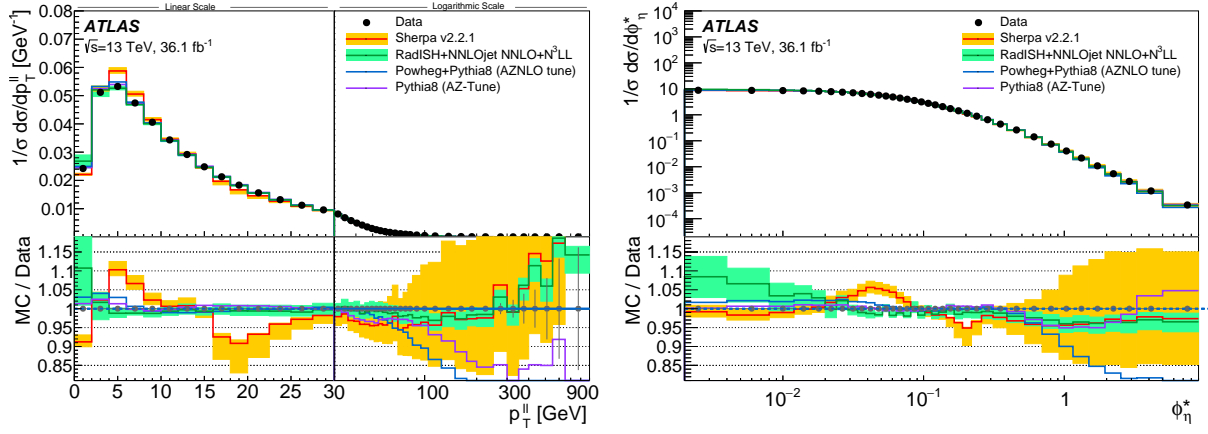 Linear Scale
Logarithmic Scale
ATLAS
√s=13 TeV, 36.1 fb⁻¹
Data
Sherpa v2.2.1
RadISH+NNLOjet NNLO+N³LL
Powheg+Pythia8 (AZNLO tune)
Pythia8 (AZ-Tune)
1/σ dσ/dp_T^ll [GeV⁻¹]
0.08
0.07
0.06
0.05
0.04
0.03
0.02
0.01
MC / Data
1.15
1.1
1.05
1
0.95
0.9
0.85
0 5 10 15 20 25 30 30 100 300 900
p_T^ll [GeV]
ATLAS
√s=13 TeV, 36.1 fb⁻¹
Data
Sherpa v2.2.1
RadISH+NNLOjet NNLO+N³LL
Powheg+Pythia8 (AZNLO tune)
Pythia8 (AZ-Tune)
1/σ dσ/dφ*_η
10⁴
10³
10²
10
1
10⁻¹
10⁻²
10⁻³
10⁻⁴
MC / Data
1.15
1.1
1.05
1
0.95
0.9
0.85
10⁻² 10⁻¹ 1
φ*_η